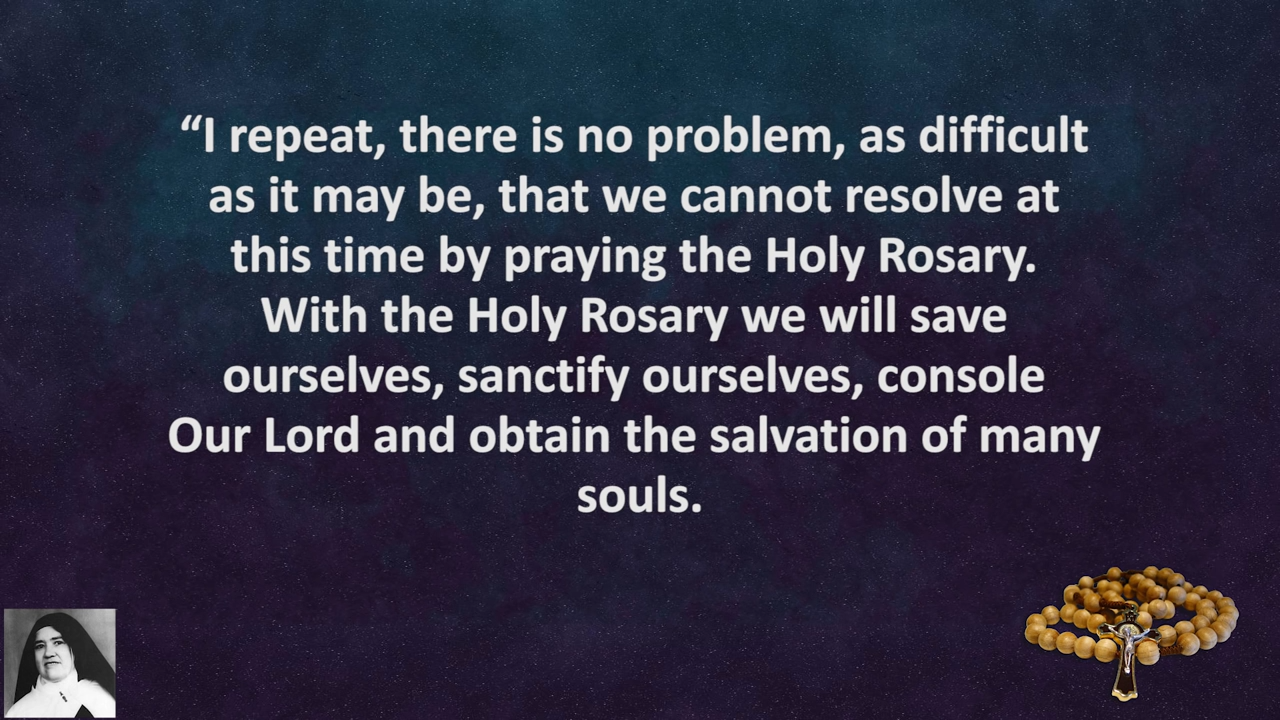 “I repeat, there is no problem, as difficult
as it may be, that we cannot resolve at
this time by praying the Holy Rosary.
With the Holy Rosary we will save
ourselves, sanctify ourselves, console
Our Lord and obtain the salvation of many
souls.